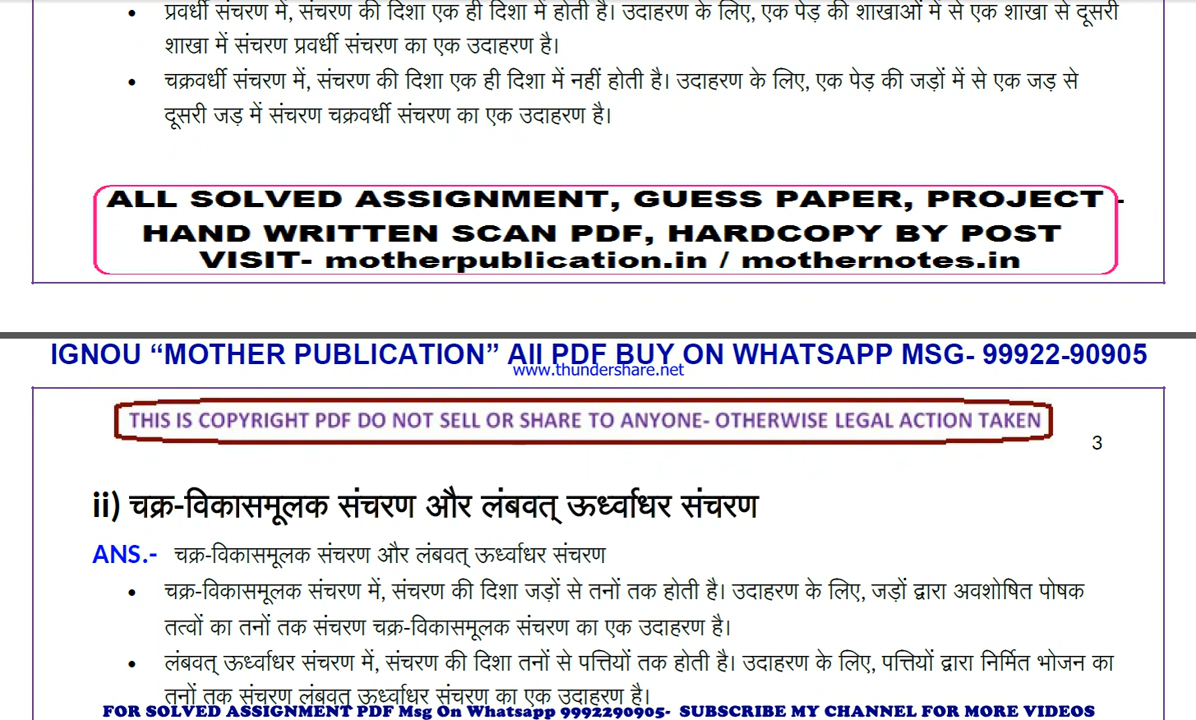 • प्रवर्धी संचरण में, संचरण की दिशा एक ही दिशा में होती है। उदाहरण के लिए, एक पेड़ की शाखाओं में से एक शाखा से दूसरी
शाखा में संचरण प्रवर्धी संचरण का एक उदाहरण है।
• चक्रवर्धी संचरण में, संचरण की दिशा एक ही दिशा में नहीं होती है। उदाहरण के लिए, एक पेड़ की जड़ों में से एक जड़ से
दूसरी जड़ में संचरण चक्रवर्धी संचरण का एक उदाहरण है।
ALL SOLVED ASSIGNMENT, GUESS PAPER, PROJECT -
HAND WRITTEN SCAN PDF, HARDCOPY BY POST
VISIT- motherpublication.in / mothernotes.in
IGNOU “MOTHER PUBLICATION” All PDF BUY ON WHATSAPP MSG- 99922-90905
www.thundershare.net
THIS IS COPYRIGHT PDF DO NOT SELL OR SHARE TO ANYONE- OTHERWISE LEGAL ACTION TAKEN
3
ii) चक्र-विकासमूलक संचरण और लंबवत् ऊर्ध्वाधर संचरण
ANS.- चक्र-विकासमूलक संचरण और लंबवत् ऊर्ध्वाधर संचरण
• चक्र-विकासमूलक संचरण में, संचरण की दिशा जड़ों से तनों तक होती है। उदाहरण के लिए, जड़ों द्वारा अवशोषित पोषक
तत्वों का तनों तक संचरण चक्र-विकासमूलक संचरण का एक उदाहरण है।
• लंबवत् ऊर्ध्वाधर संचरण में, संचरण की दिशा तनों से पत्तियों तक होती है। उदाहरण के लिए, पत्तियों द्वारा निर्मित भोजन का
तनों तक संचरण लंबवत् ऊर्ध्वाधर संचरण का एक उदाहरण है।
FOR SOLVED ASSIGNMENT PDF Msg On Whatsapp 9992290905- SUBSCRIBE MY CHANNEL FOR MORE VIDEOS